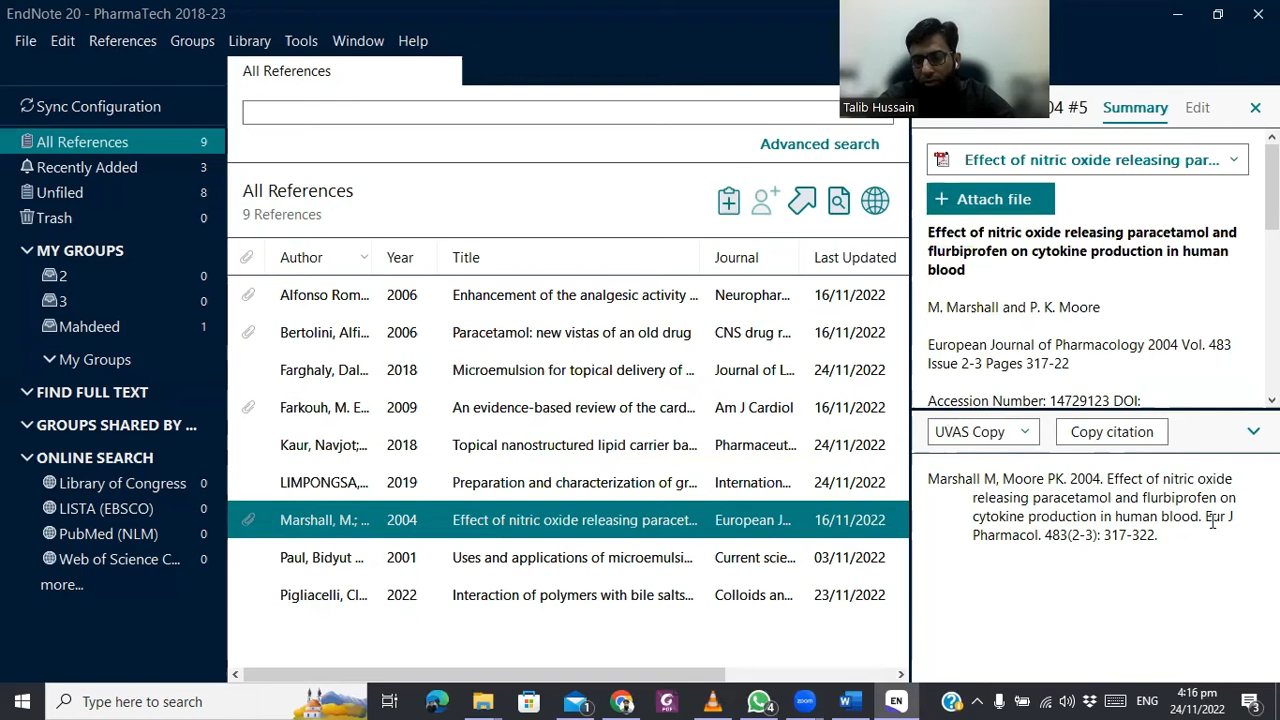 EndNote 20 - PharmaTech 2018-23
File Edit References Groups Library Tools Window Help
Talib Hussain
Sync Configuration
All References 9
Recently Added 3
Unfiled 8
Trash 0
MY GROUPS
2 0
3 0
Mahdeed 1
My Groups
FIND FULL TEXT
GROUPS SHARED BY ...
ONLINE SEARCH
Library of Congress 0
LISTA (EBSCO) 0
PubMed (NLM) 0
Web of Science C... 0
more...
All References
Advanced search
All References
9 References
Author Year Title Journal Last Updated
Alfonso Rom... 2006 Enhancement of the analgesic activity ... Neurophar... 16/11/2022
Bertolini, Alfi... 2006 Paracetamol: new vistas of an old drug CNS drug r... 16/11/2022
Farghaly, Dal... 2018 Microemulsion for topical delivery of ... Journal of L... 24/11/2022
Farkouh, M. E... 2009 An evidence-based review of the card... Am J Cardiol 16/11/2022
Kaur, Navjot;... 2018 Topical nanostructured lipid carrier ba... Pharmaceut... 24/11/2022
LIMPONGSA,... 2019 Preparation and characterization of gr... Internation... 24/11/2022
Marshall, M.; ... 2004 Effect of nitric oxide releasing paracet... European J... 16/11/2022
Paul, Bidyut ... 2001 Uses and applications of microemulsi... Current scie... 03/11/2022
Pigliacelli, Cl... 2022 Interaction of polymers with bile salts... Colloids an... 23/11/2022
04 #5 Summary Edit
Effect of nitric oxide releasing par...
+ Attach file
Effect of nitric oxide releasing paracetamol and
flurbiprofen on cytokine production in human
blood
M. Marshall and P. K. Moore
European Journal of Pharmacology 2004 Vol. 483
Issue 2-3 Pages 317-22
Accession Number: 14729123 DOI:
UVAS Copy Copy citation
Marshall M, Moore PK. 2004. Effect of nitric oxide
releasing paracetamol and flurbiprofen on
cytokine production in human blood. Eur J
Pharmacol. 483(2-3): 317-322.
Type here to search
1
4
zoom
EN
ENG
4:16 pm
24/11/2022
3